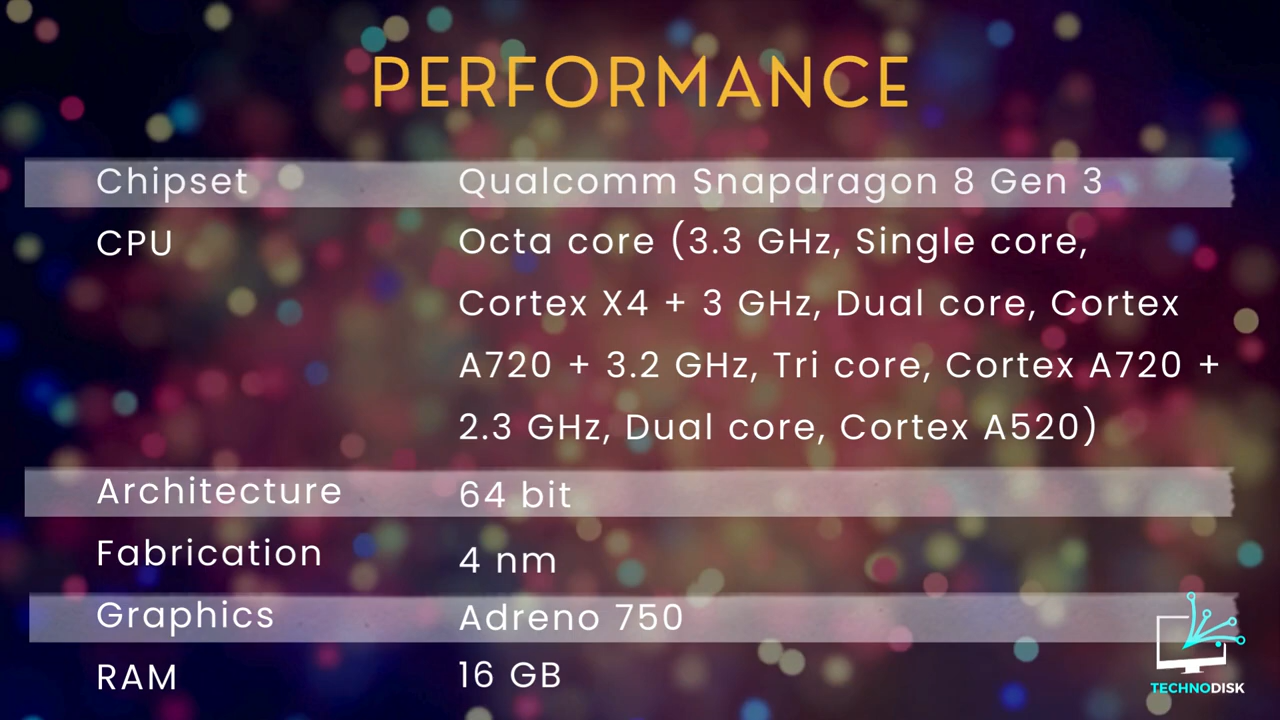 PERFORMANCE
Chipset Qualcomm Snapdragon 8 Gen 3
CPU Octa core (3.3 GHz, Single core,
Cortex X4 + 3 GHz, Dual core, Cortex
A720 + 3.2 GHz, Tri core, Cortex A720 +
2.3 GHz, Dual core, Cortex A520)
Architecture 64 bit
Fabrication 4 nm
Graphics Adreno 750
RAM 16 GB
TECHNODISK